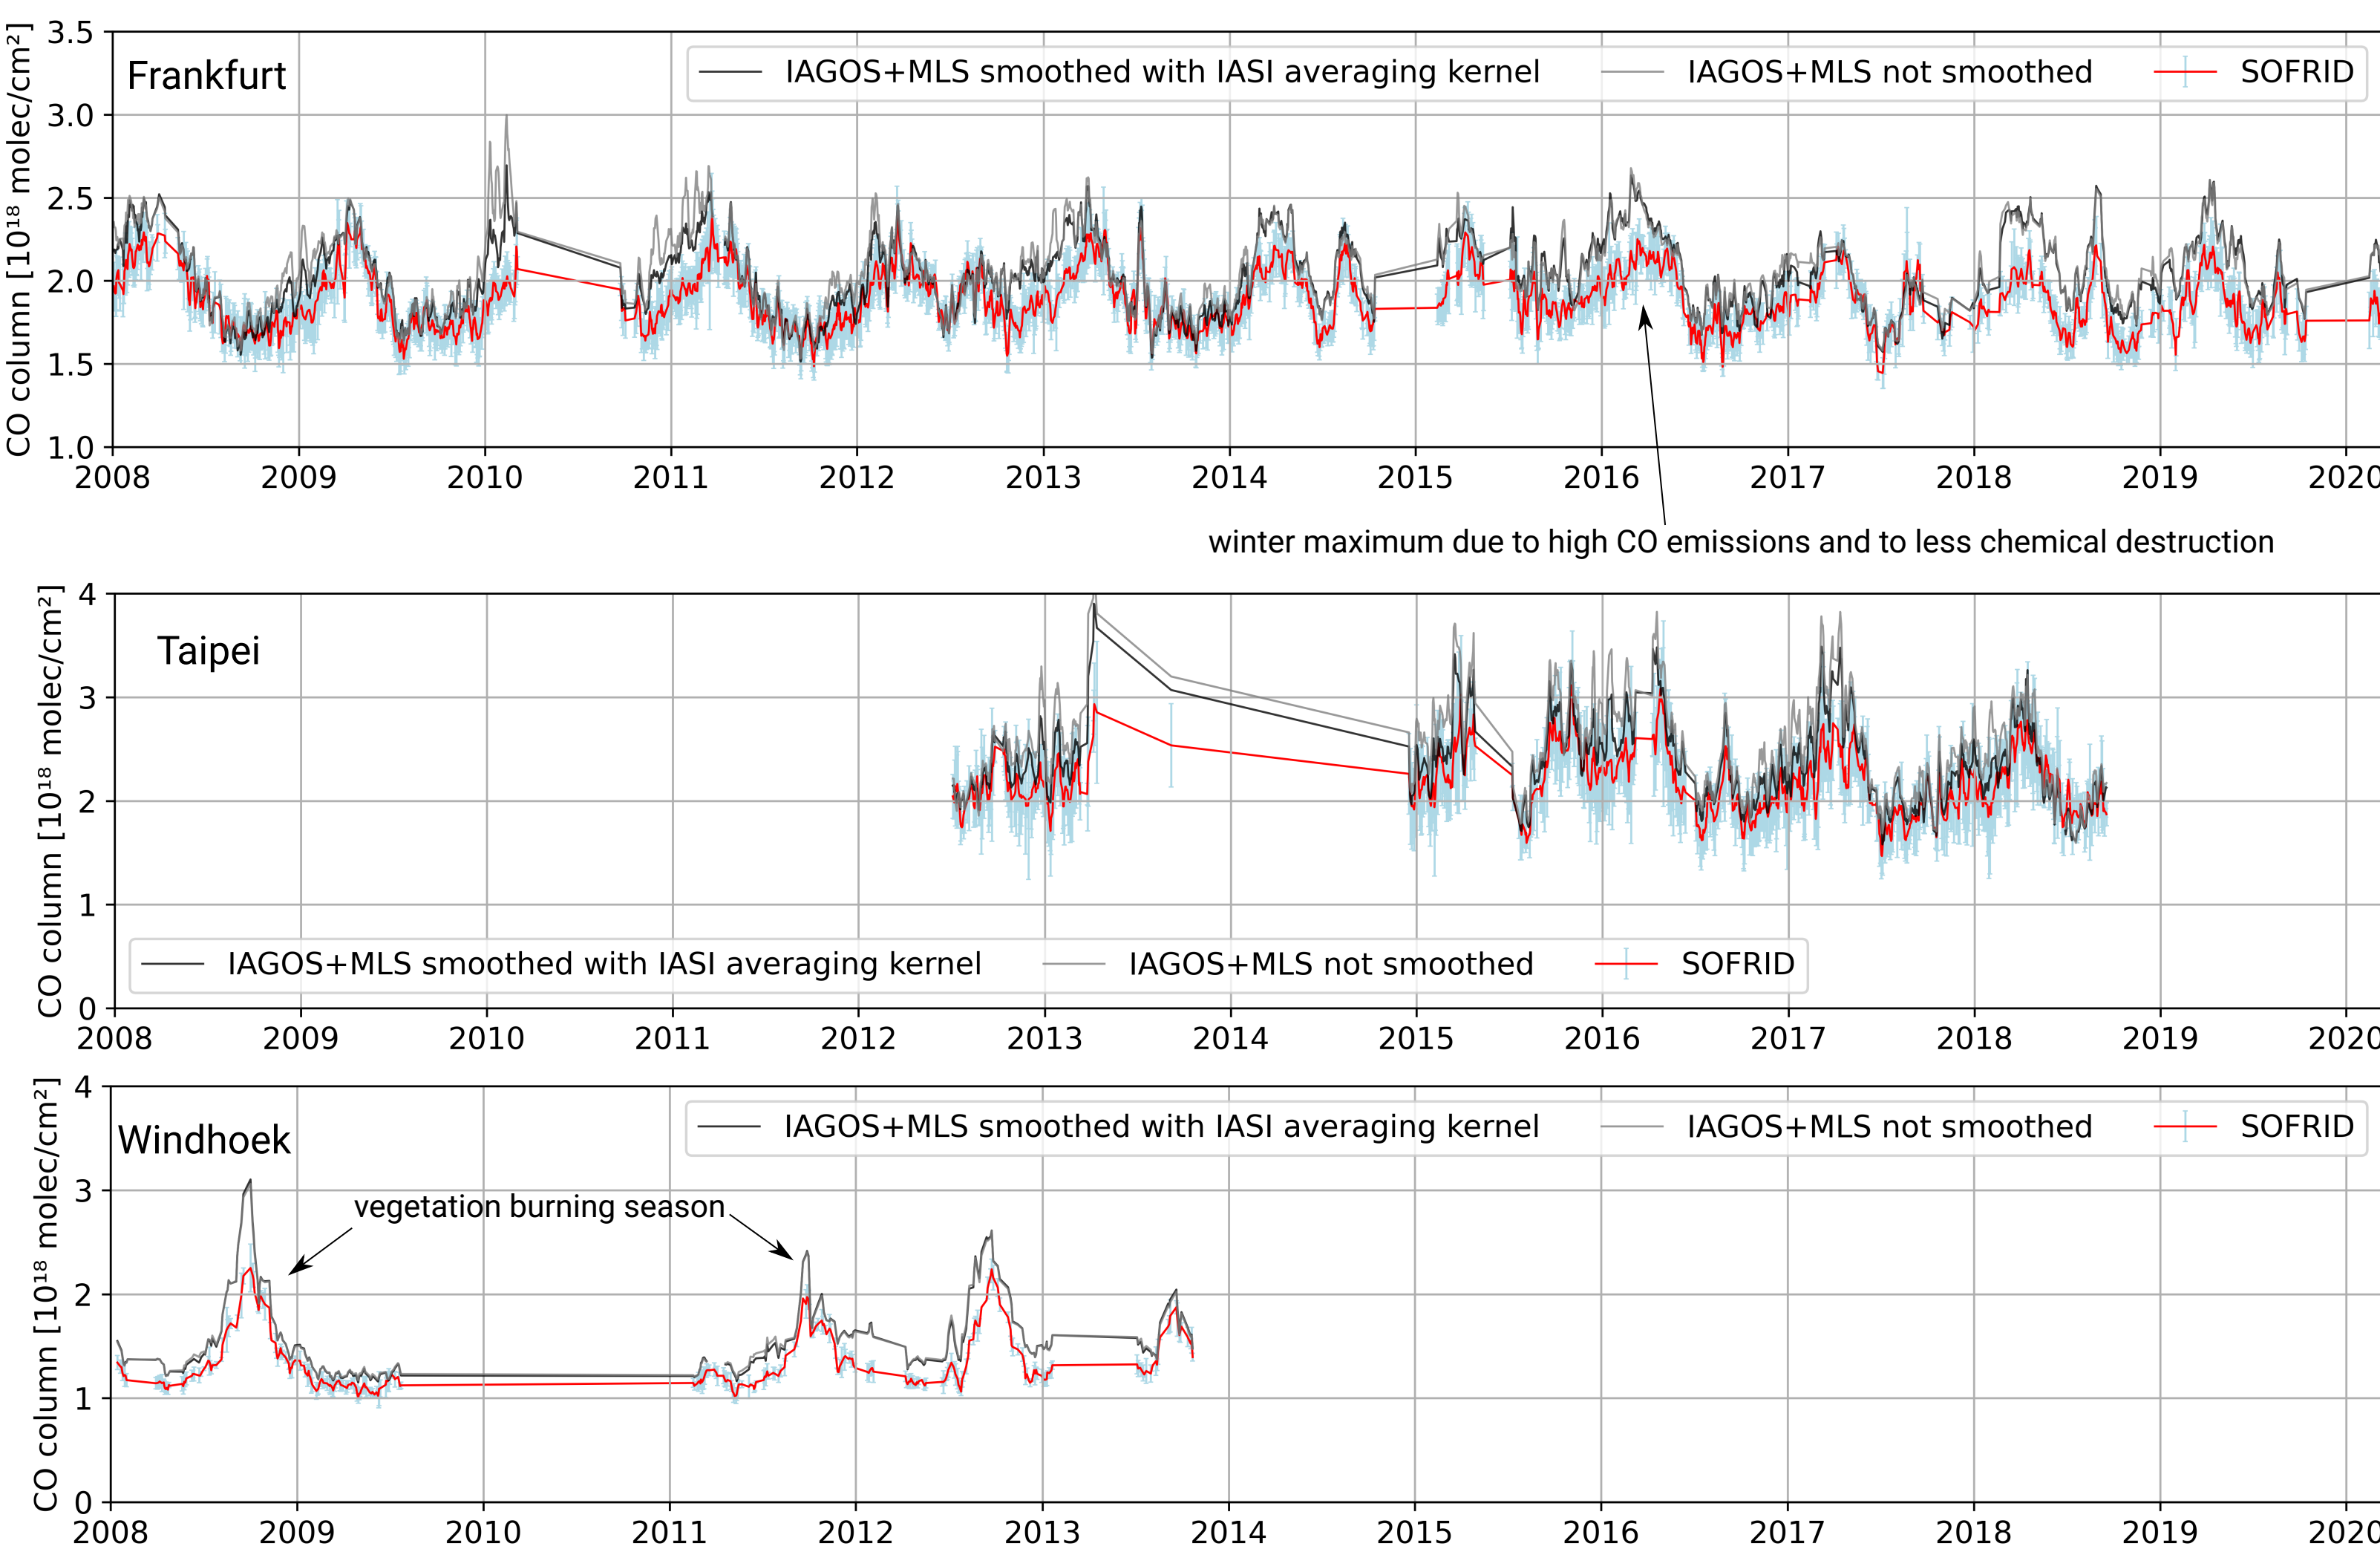 CO column [10¹⁸ molec/cm²]
3.5
3.0
2.5
2.0
1.5
1.0
Frankfurt
IAGOS+MLS smoothed with IASI averaging kernel
IAGOS+MLS not smoothed
SOFRID
2008 2009 2010 2011 2012 2013 2014 2015 2016 2017 2018 2019 2020
winter maximum due to high CO emissions and to less chemical destruction
CO column [10¹⁸ molec/cm²]
4
3
2
1
0
Taipei
IAGOS+MLS smoothed with IASI averaging kernel
IAGOS+MLS not smoothed
SOFRID
2008 2009 2010 2011 2012 2013 2014 2015 2016 2017 2018 2019 2020
CO column [10¹⁸ molec/cm²]
4
3
2
1
0
Windhoek
IAGOS+MLS smoothed with IASI averaging kernel
IAGOS+MLS not smoothed
SOFRID
vegetation burning season
2008 2009 2010 2011 2012 2013 2014 2015 2016 2017 2018 2019 2020